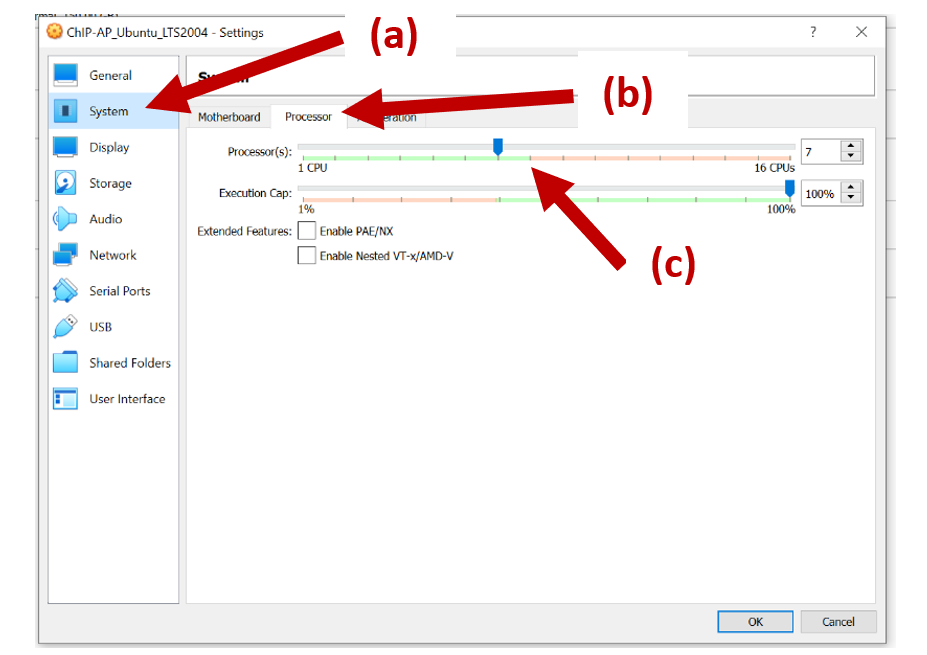 ChIP-AP_Ubuntu_LTS2004 - Settings
?
(a)
General
System
(b)
System
Motherboard
Processor
Display
Processor(s):
7
1 CPU
16 CPUs
Storage
Execution Cap:
100%
1%
100%
Audio
Extended Features:
Enable PAE/NX
Network
Enable Nested VT-x/AMD-V
(c)
Serial Ports
USB
Shared Folders
User Interface
OK
Cancel